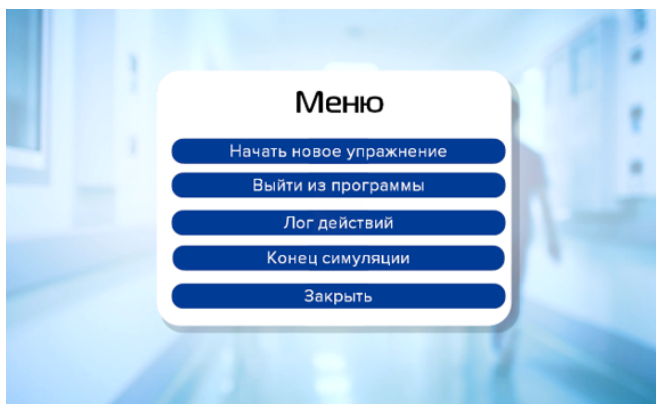 Меню
Начать новое упражнение
Выйти из программы
Лог действий
Конец симуляции
Закрыть